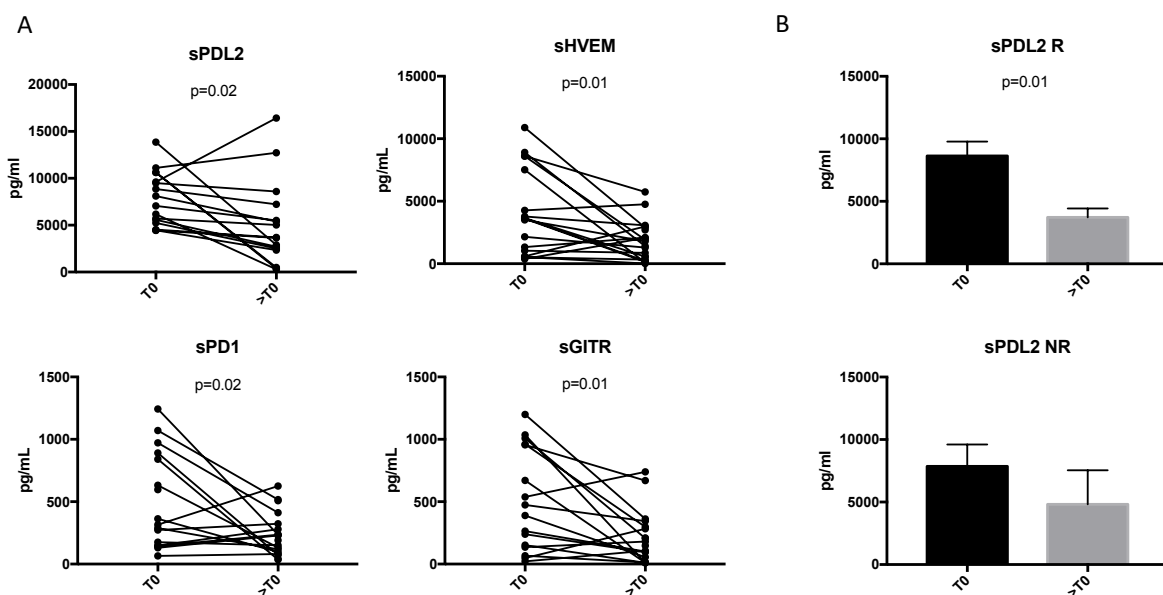 A
B
sPDL2
p=0.02
20000
15000
10000
5000
0
pg/ml
T0
>T0
sHVEM
p=0.01
15000
10000
5000
0
pg/mL
T0
>T0
sPDL2 R
p=0.01
15000
10000
5000
0
pg/ml
T0
>T0
sPD1
p=0.02
1500
1000
500
0
pg/mL
T0
>T0
sGITR
p=0.01
1500
1000
500
0
pg/mL
T0
>T0
sPDL2 NR
15000
10000
5000
0
pg/ml
T0
>T0